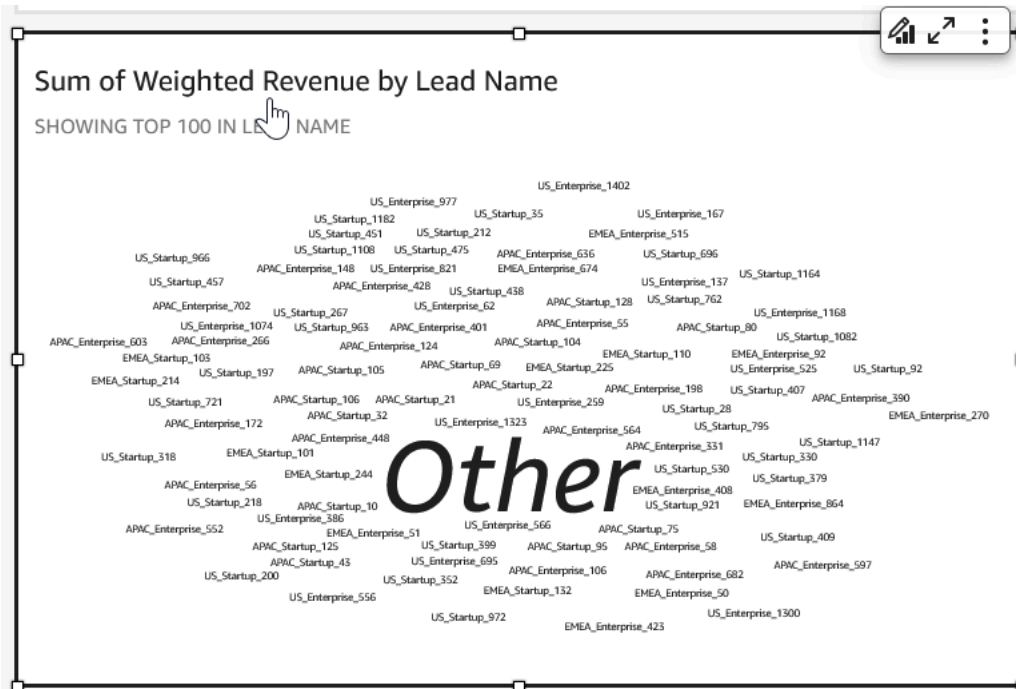 Sum of Weighted Revenue by Lead Name
SHOWING TOP 100 IN NAME
US_Enterprise_1402
US_Enterprise_977
US_Startup_35
US_Enterprise_167
US_Startup_1182
US_Startup_451
US_Startup_212
EMEA_Enterprise_515
US_Startup_1108
US_Startup_475
APAC_Enterprise_636
US_Startup_696
US_Startup_966
APAC_Enterprise_148
US_Enterprise_821
EMEA_Enterprise_674
US_Startup_1164
US_Startup_457
APAC_Enterprise_428
US_Startup_438
US_Enterprise_137
APAC_Enterprise_702
US_Startup_267
US_Enterprise_62
APAC_Startup_128
US_Startup_762
US_Enterprise_1168
US_Enterprise_1074
US_Startup_963
APAC_Enterprise_401
APAC_Enterprise_55
APAC_Startup_80
US_Startup_1082
APAC_Enterprise_603
APAC_Enterprise_266
APAC_Enterprise_124
APAC_Startup_104
EMEA_Startup_103
EMEA_Startup_110
EMEA_Enterprise_92
US_Startup_197
APAC_Startup_105
APAC_Startup_69
EMEA_Startup_225
US_Enterprise_525
US_Startup_92
EMEA_Startup_214
APAC_Startup_22
APAC_Enterprise_198
US_Startup_407
APAC_Enterprise_390
US_Startup_721
APAC_Startup_106
APAC_Startup_21
US_Enterprise_259
US_Startup_28
EMEA_Enterprise_270
APAC_Enterprise_172
APAC_Startup_32
US_Enterprise_1323
APAC_Enterprise_564
US_Startup_795
APAC_Enterprise_448
APAC_Enterprise_331
US_Startup_1147
US_Startup_318
EMEA_Startup_101
US_Startup_330
Other
EMEA_Startup_244
US_Startup_530
US_Startup_379
APAC_Enterprise_56
EMEA_Enterprise_408
US_Startup_218
APAC_Startup_10
US_Startup_921
EMEA_Enterprise_864
US_Enterprise_386
APAC_Enterprise_552
EMEA_Enterprise_51
US_Enterprise_566
APAC_Startup_75
US_Startup_409
APAC_Startup_125
US_Startup_399
APAC_Startup_95
APAC_Enterprise_58
APAC_Startup_43
US_Enterprise_695
APAC_Enterprise_106
APAC_Enterprise_597
US_Startup_200
US_Startup_352
APAC_Enterprise_682
US_Enterprise_556
EMEA_Startup_132
EMEA_Enterprise_50
US_Startup_972
US_Enterprise_1300
EMEA_Enterprise_423